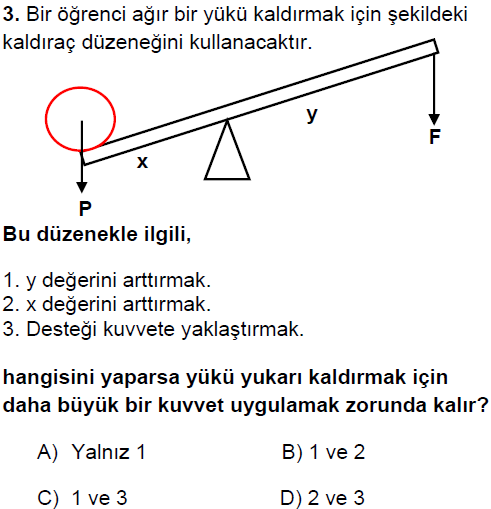 3. Bir öğrenci ağır bir yükü kaldırmak için şekildeki
kaldıraç düzeneğini kullanacaktır.
y
F
x
P
Bu düzenekle ilgili,
1. y değerini arttırmak.
2. x değerini arttırmak.
3. Desteği kuvvete yaklaştırmak.
hangisini yaparsa yükü yukarı kaldırmak için
daha büyük bir kuvvet uygulamak zorunda kalır?
A) Yalnız 1 B) 1 ve 2
C) 1 ve 3 D) 2 ve 3